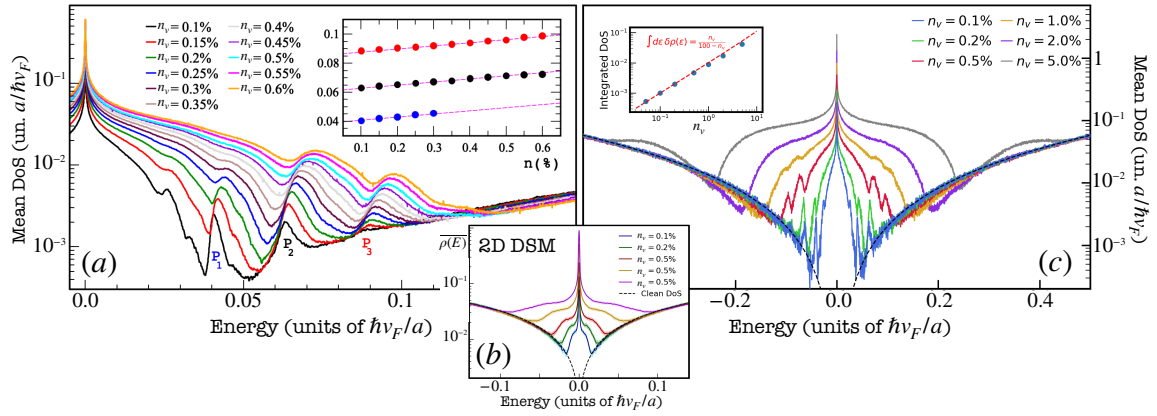 Mean DoS (un. a/ħv_F)
10^-1
10^-2
10^-3
n_v = 0.1%
n_v = 0.15%
n_v = 0.2%
n_v = 0.25%
n_v = 0.3%
n_v = 0.35%
n_v = 0.4%
n_v = 0.45%
n_v = 0.5%
n_v = 0.55%
n_v = 0.6%
0.10
0.08
0.06
0.04
0.1 0.2 0.3 0.4 0.5 0.6
n(%)
P_1
P_2
P_3
(a)
0.0 0.05 0.1
Energy (units of ħv_F/a)
ρ(E)
2D DSM
n_v = 0.1%
n_v = 0.2%
n_v = 0.5%
n_v = 0.5%
n_v = 0.5%
Clean DoS
10^-1
10^-2
(b)
−0.1 0.0 0.1
Energy (units of ħv_F/a)
Integrated DoS
10^-1
10^-3
∫dε δρ(ε) = n_v/(100−n_v)
10^-1 10^0 10^1
n_v
n_v = 0.1%
n_v = 0.2%
n_v = 0.5%
n_v = 1.0%
n_v = 2.0%
n_v = 5.0%
1
10^-1
10^-2
10^-3
Mean DoS (un. a/ħv_F)
(c)
−0.2 0.0 0.2 0.4
Energy (units of ħv_F/a)